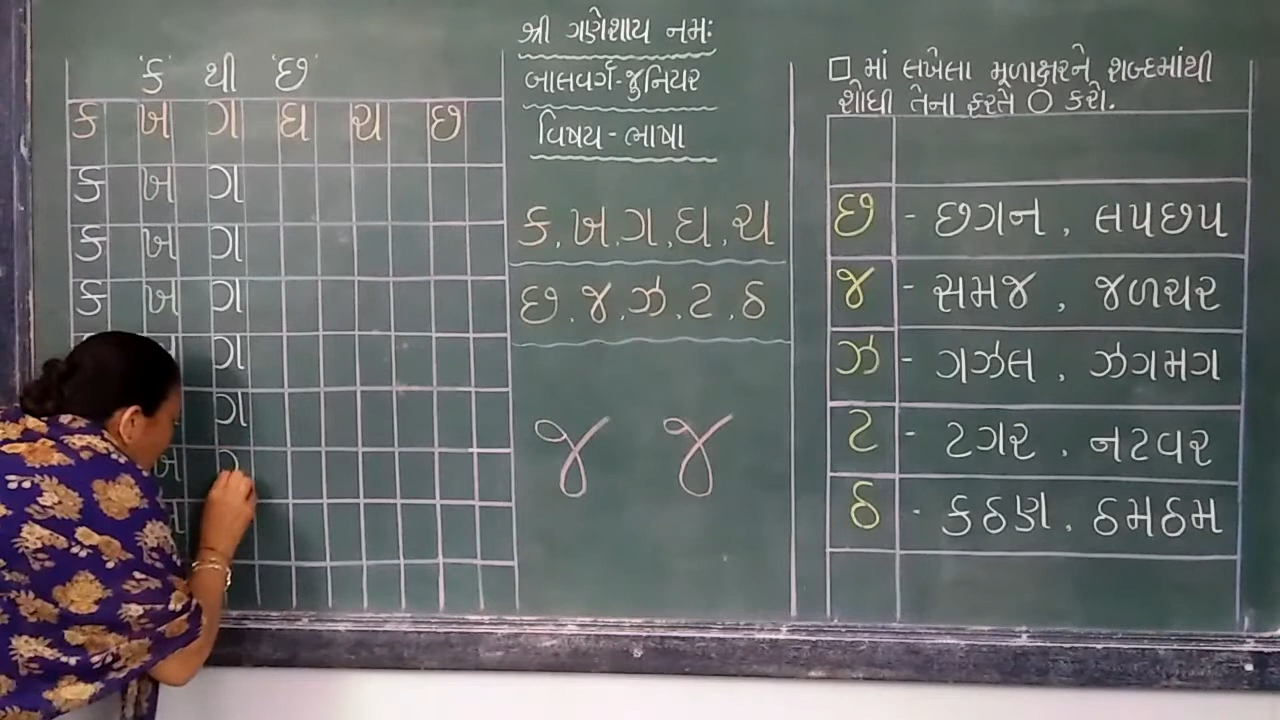 'ક' થી 'છ'
ક ખ ગ ઘ ચ છ
ક ખ ગ
ક ખ ગ
ક ખ ગ
ગ
ગ
ખ
શ્રી ગણેશાય નમઃ
બાલવર્ગ-જુનિયર
વિષય - ભાષા
ક. ખ. ગ. ઘ. ચ
છ. જ. ઝ. ટ. ઠ
જ જ
□ માં લખેલા મૂળાક્ષરને શબ્દમાંથી
શોધી તેના ફરતે ○ કરો.
છ - છગન , લપછપ
જ - સમજ , જળચર
ઝ - ગઝલ , ઝગમગ
ટ - ટગર , નટવર
ઠ - કઠણ , ઠમઠમ